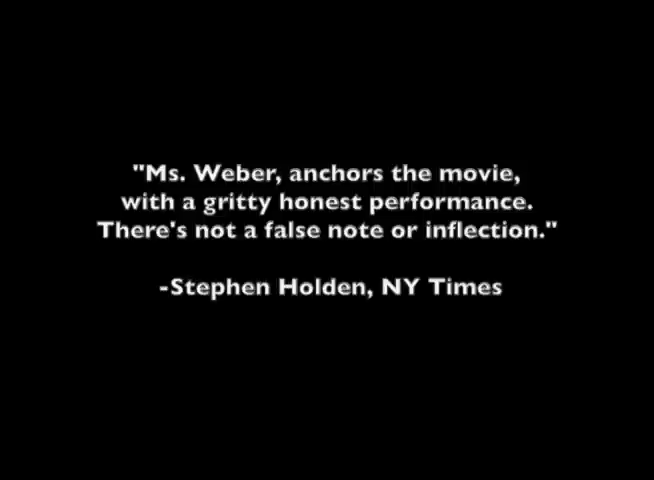 "Ms. Weber, anchors the movie,
with a gritty honest performance.
There's not a false note or inflection."
-Stephen Holden, NY Times